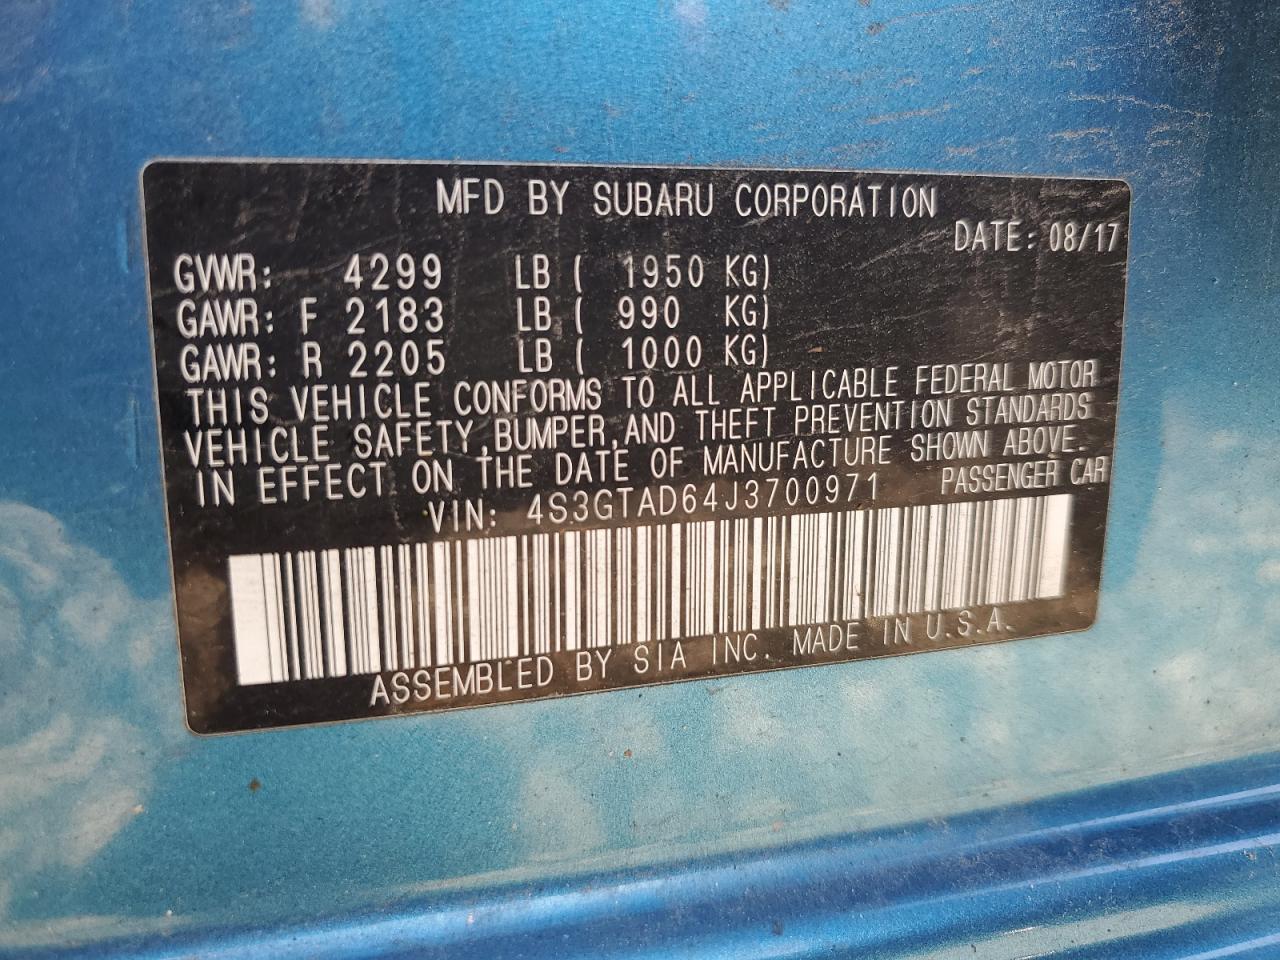 MFD BY SUBARU CORPORATION
DATE: 08/17
GVWR: 4299 LB ( 1950 KG)
GAWR: F 2183 LB ( 990 KG)
GAWR: R 2205 LB ( 1000 KG)
THIS VEHICLE CONFORMS TO ALL APPLICABLE FEDERAL MOTOR
VEHICLE SAFETY,BUMPER,AND THEFT PREVENTION STANDARDS
IN EFFECT ON THE DATE OF MANUFACTURE SHOWN ABOVE.
VIN: 4S3GTAD64J3700971 PASSENGER CAR
ASSEMBLED BY SIA INC. MADE IN U.S.A.